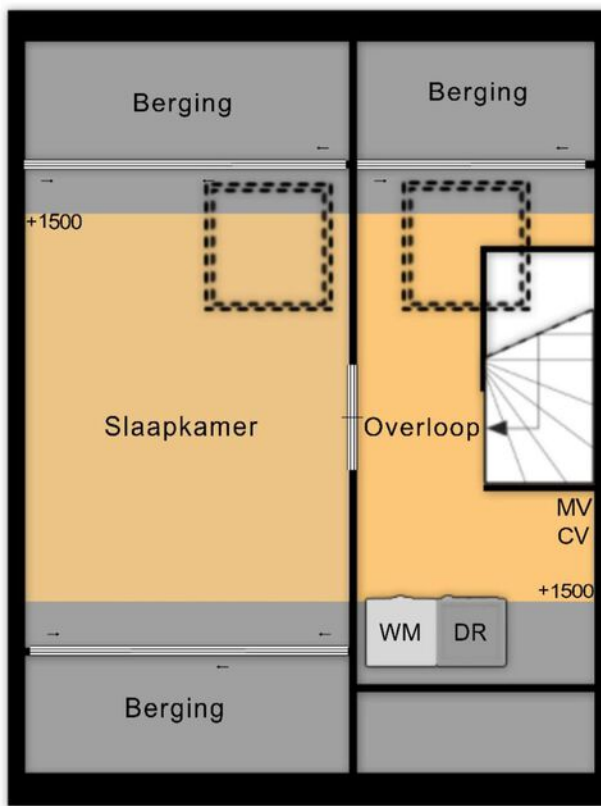 Berging
Berging
+1500
Slaapkamer
Overloop
MV
CV
+1500
WM
DR
Berging